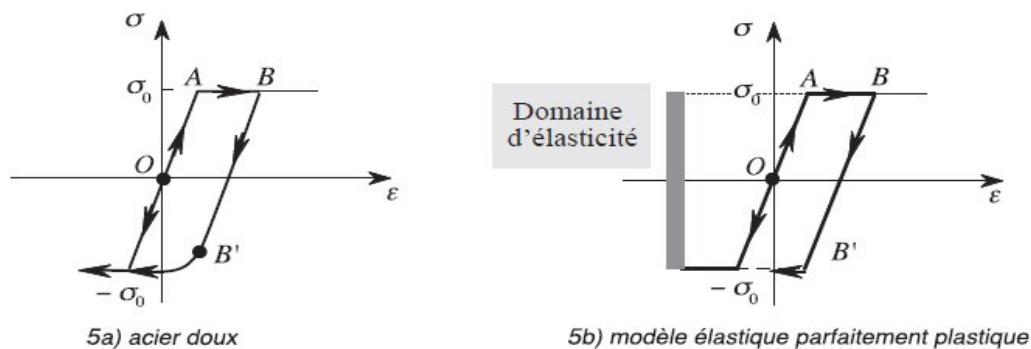 σ
A
B
σ₀
O
ε
B'
− σ₀
5a) acier doux
σ
A
B
σ₀
Domaine
d'élasticité
O
ε
B'
− σ₀
5b) modèle élastique parfaitement plastique